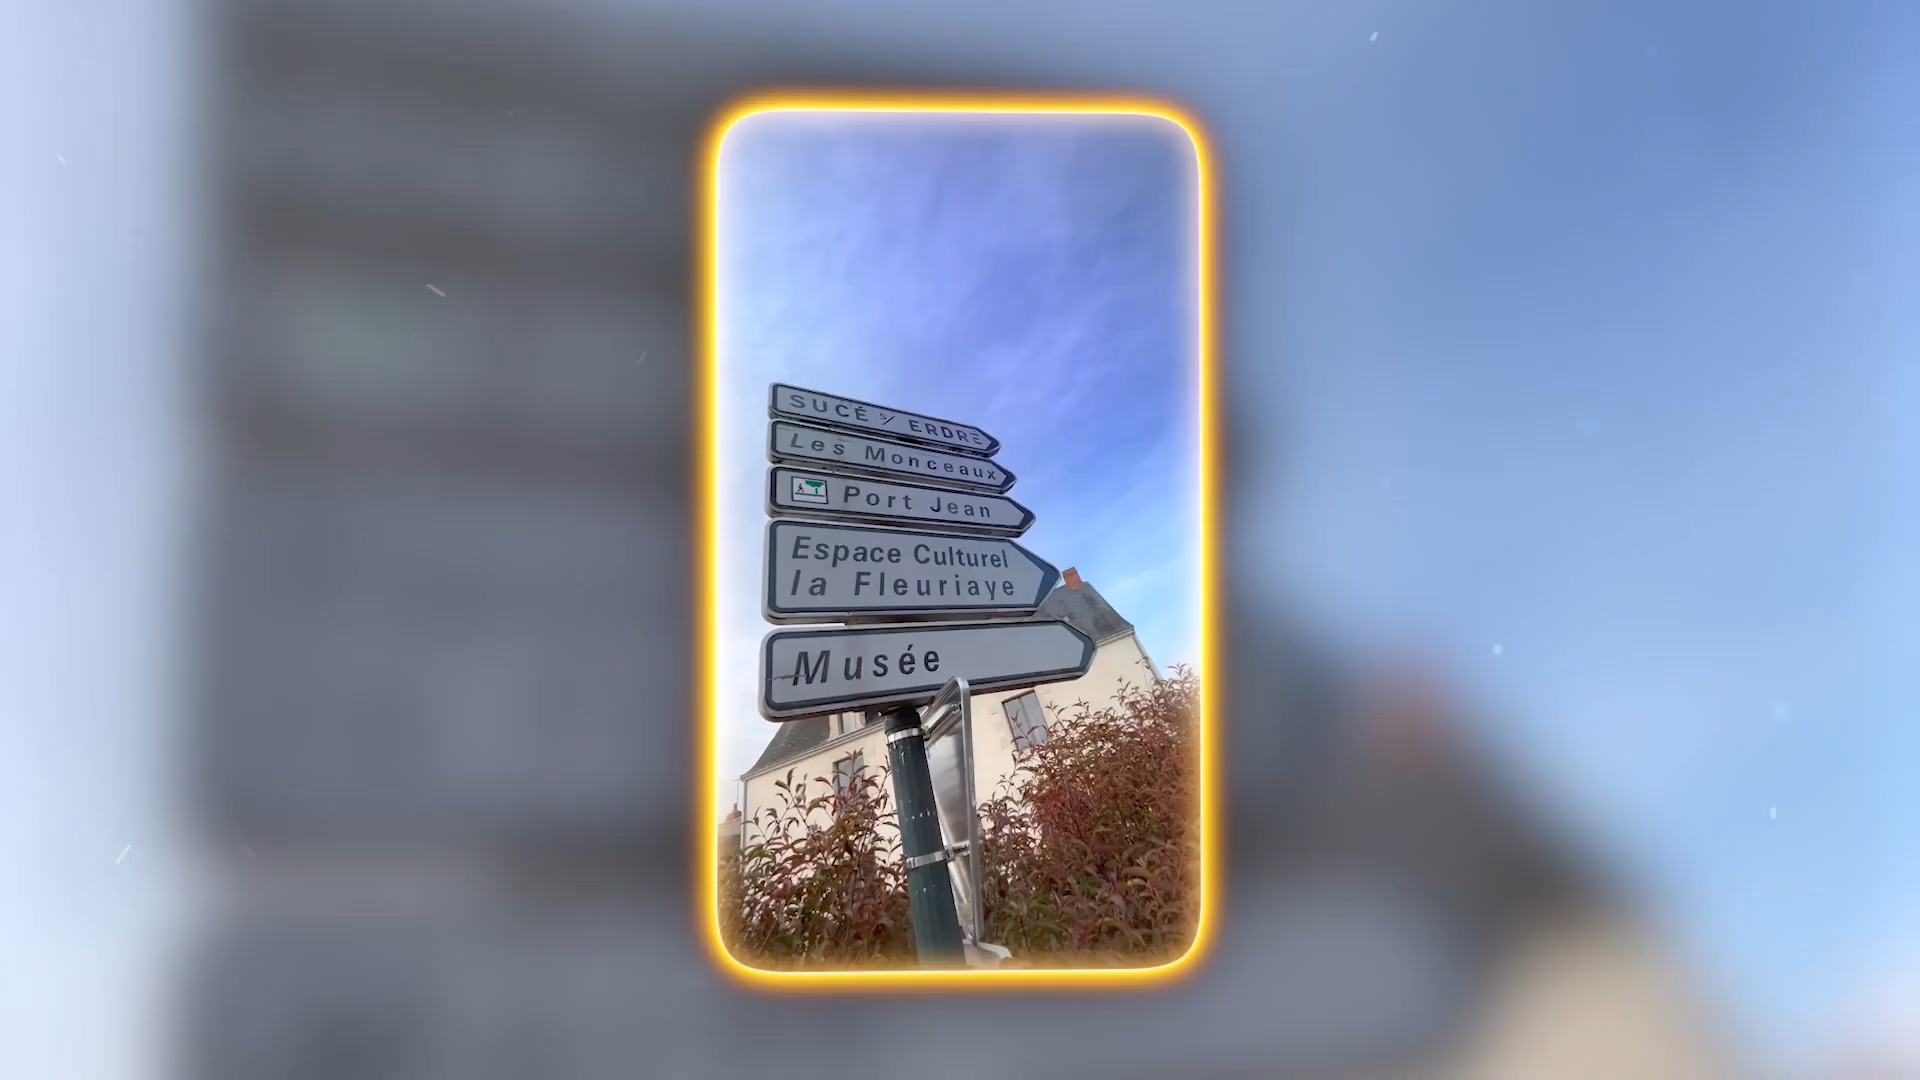 SUCÉ s/ ERDRE
Les Monceaux
Port Jean
Espace Culturel
la Fleuriaye
Musée